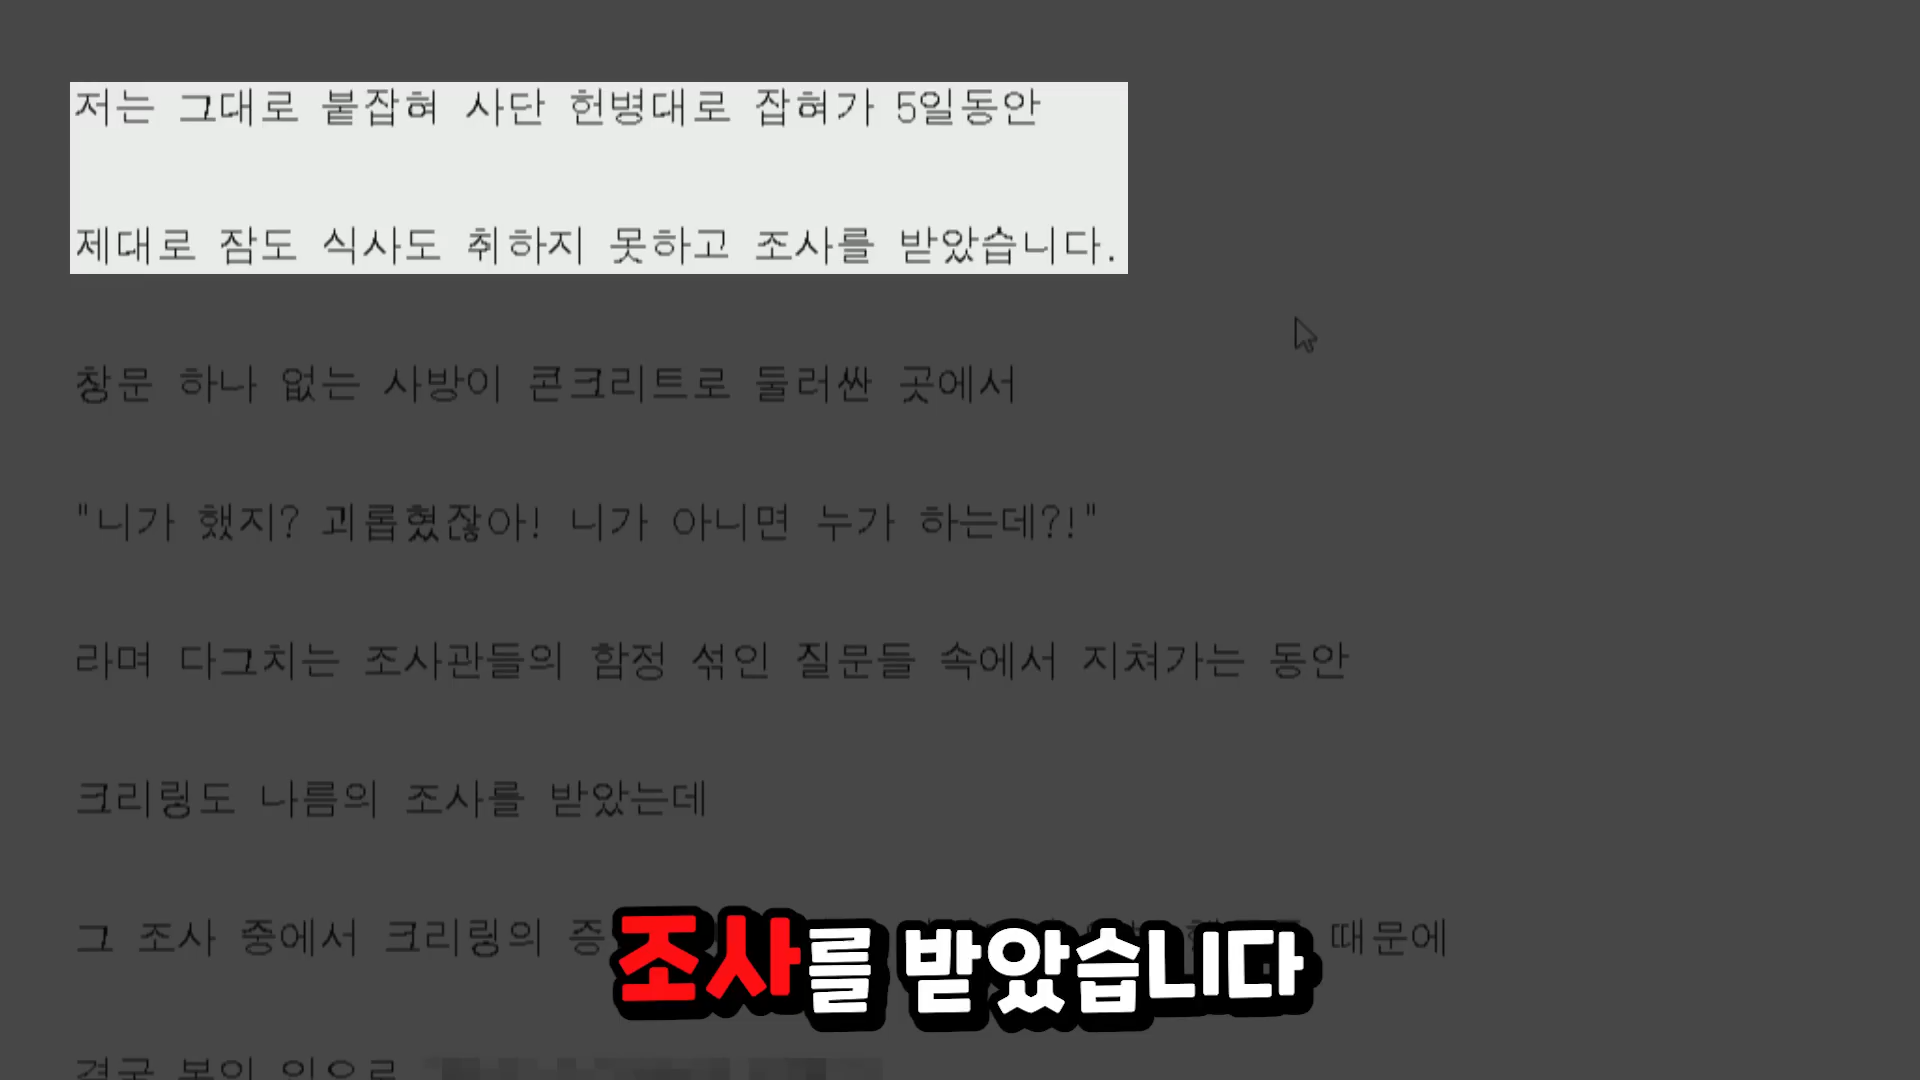 저는 그대로 붙잡혀 사단 헌병대로 잡혀가 5일동안
제대로 잠도 식사도 취하지 못하고 조사를 받았습니다.
창문 하나 없는 사방이 콘크리트로 둘러싼 곳에서
"니가 했지? 괴롭혔잖아! 니가 아니면 누가 하는데?!"
라며 다그치는 조사관들의 함정 섞인 질문들 속에서 지쳐가는 동안
크리링도 나름의 조사를 받았는데
그 조사 중에서 크리링의 때문에
조사를 받았습니다
결국 본인 입으로